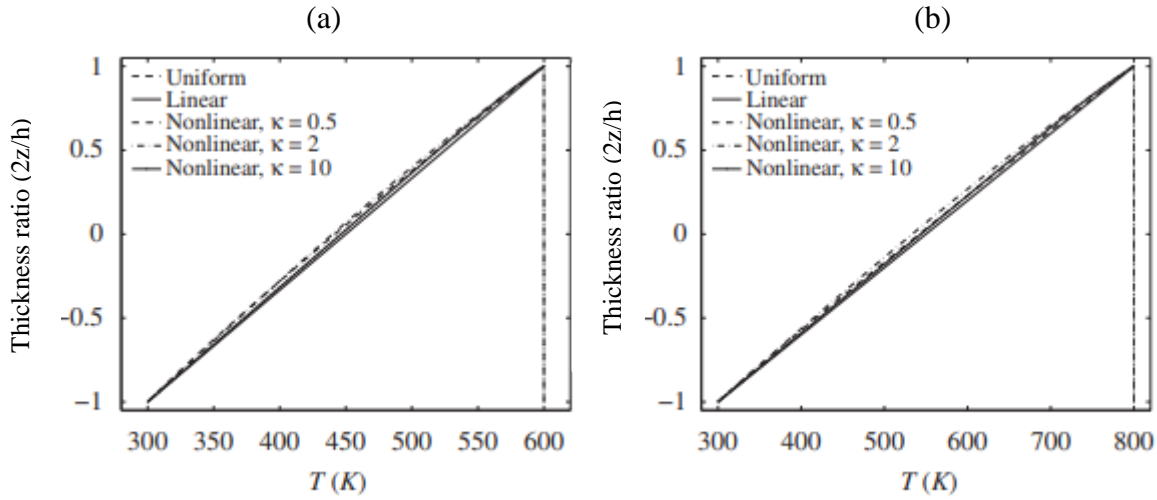 (a)
Thickness ratio (2z/h)
1
0.5
0
-0.5
-1
Uniform
Linear
Nonlinear, κ = 0.5
Nonlinear, κ = 2
Nonlinear, κ = 10
300 350 400 450 500 550 600
T (K)
(b)
Thickness ratio (2z/h)
1
0.5
0
-0.5
-1
Uniform
Linear
Nonlinear, κ = 0.5
Nonlinear, κ = 2
Nonlinear, κ = 10
300 400 500 600 700 800
T (K)